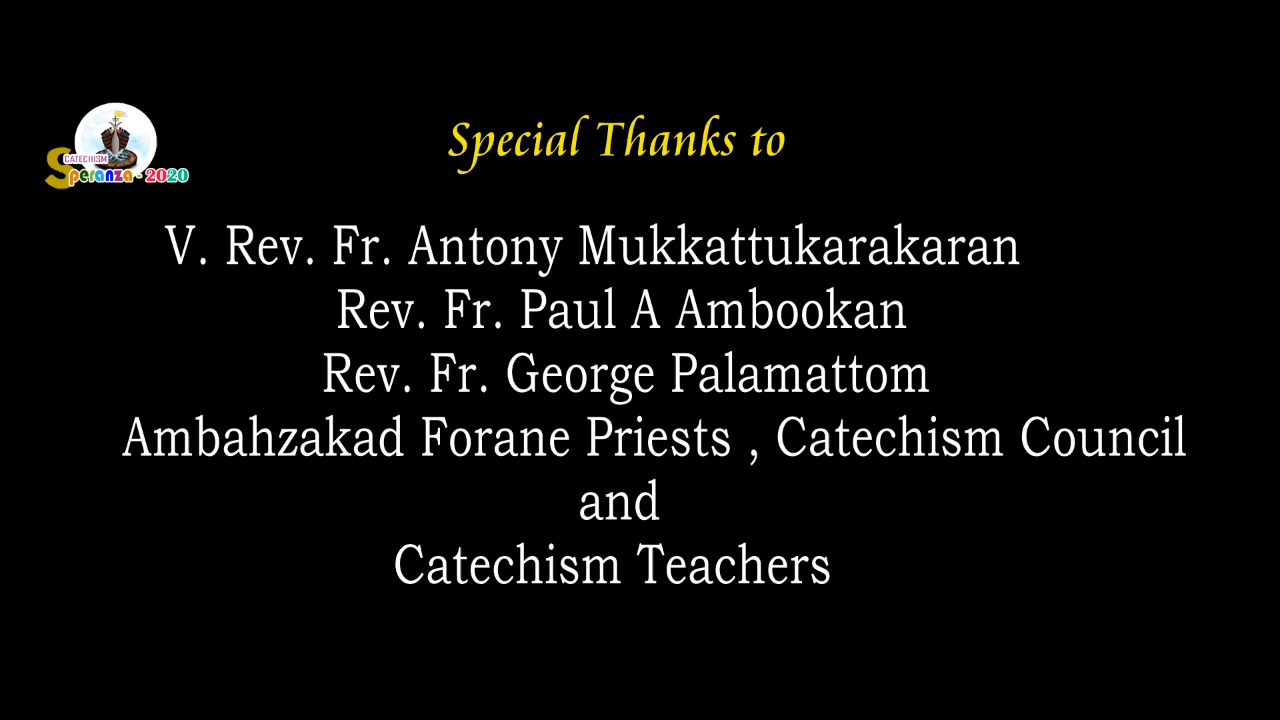 Special Thanks to
CATECHISM
Speranza - 2020
V. Rev. Fr. Antony Mukkattukarakaran
Rev. Fr. Paul A Ambookan
Rev. Fr. George Palamattom
Ambahzakad Forane Priests , Catechism Council
and
Catechism Teachers